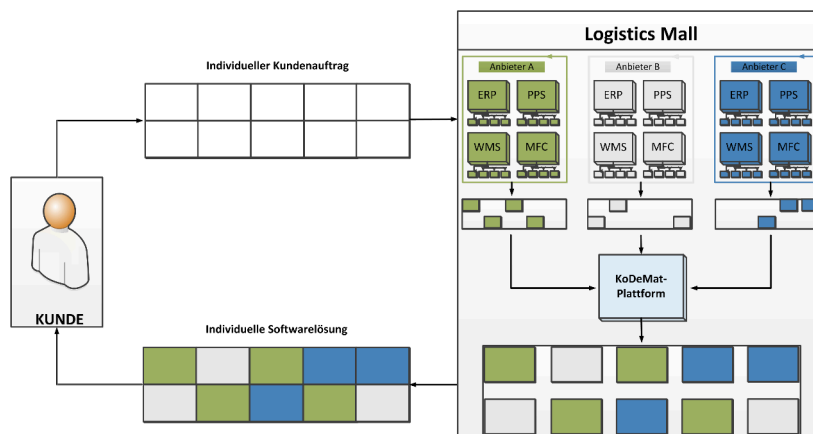 Logistics Mall
Individueller Kundenauftrag
Anbieter A
Anbieter B
Anbieter C
ERP
PPS
ERP
PPS
ERP
PPS
WMS
MFC
WMS
MFC
WMS
MFC
KoDeMat-
Plattform
KUNDE
Individuelle Softwarelösung